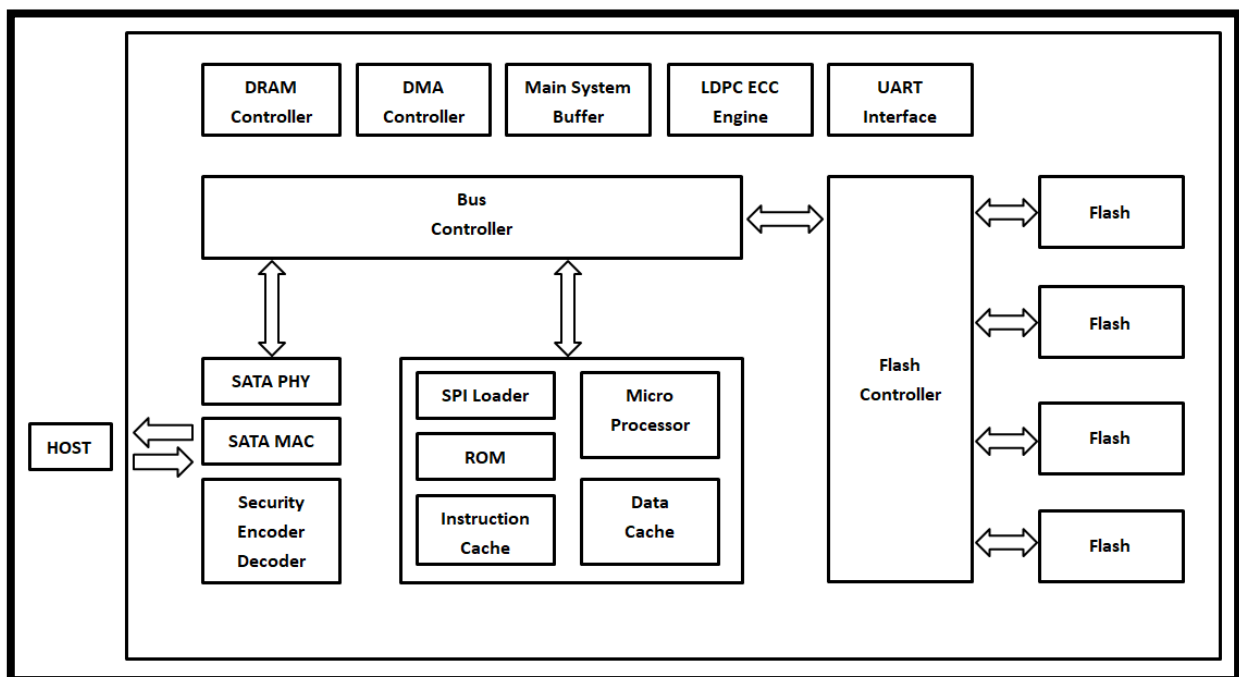 DRAM
Controller
DMA
Controller
Main System
Buffer
LDPC ECC
Engine
UART
Interface
Bus
Controller
Flash
Controller
Flash
Flash
Flash
Flash
HOST
SATA PHY
SATA MAC
Security
Encoder
Decoder
SPI Loader
ROM
Instruction
Cache
Micro
Processor
Data
Cache